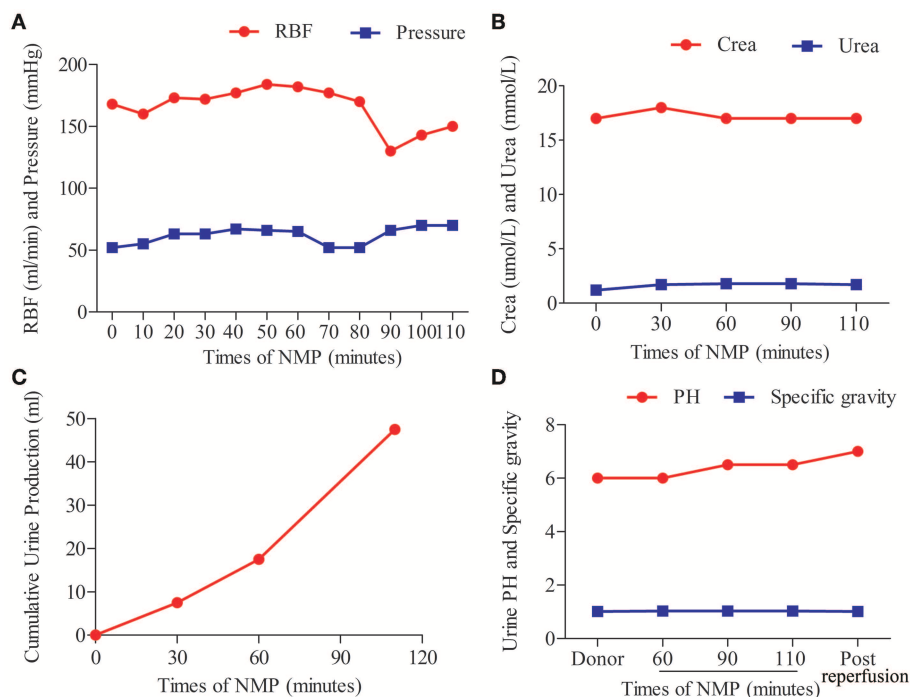 A
RBF Pressure
RBF (ml/min) and Pressure (mmHg)
200
150
100
50
0
0 10 20 30 40 50 60 70 80 90 100 110
Times of NMP (minutes)
B
Crea Urea
Crea (umol/L) and Urea (mmol/L)
20
15
10
5
0
0 30 60 90 110
Times of NMP (minutes)
C
Cumulative Urine Production (ml)
50
40
30
20
10
0
0 30 60 90 120
Times of NMP (minutes)
D
PH Specific gravity
Urine PH and Specific gravity
8
6
4
2
0
Donor 60 90 110 Post
reperfusion
Times of NMP (minutes)